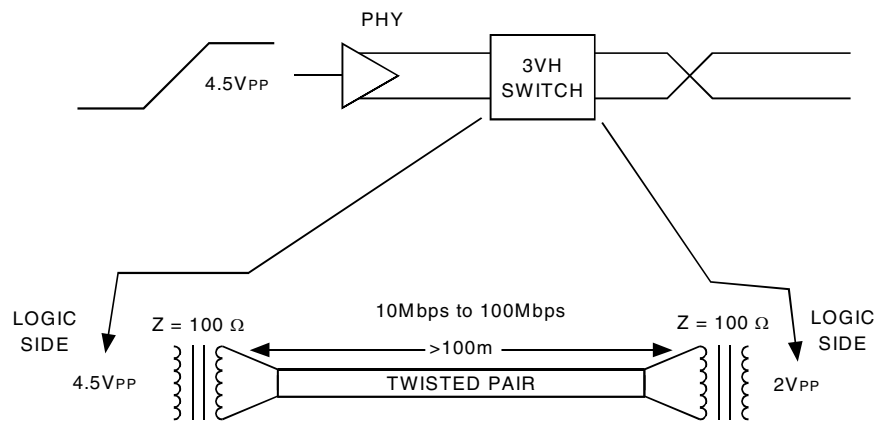 PHY
4.5VPP
3VH
SWITCH
10Mbps to 100Mbps
LOGIC
SIDE
Z = 100 Ω
>100m
Z = 100 Ω
LOGIC
SIDE
4.5VPP
TWISTED PAIR
2VPP